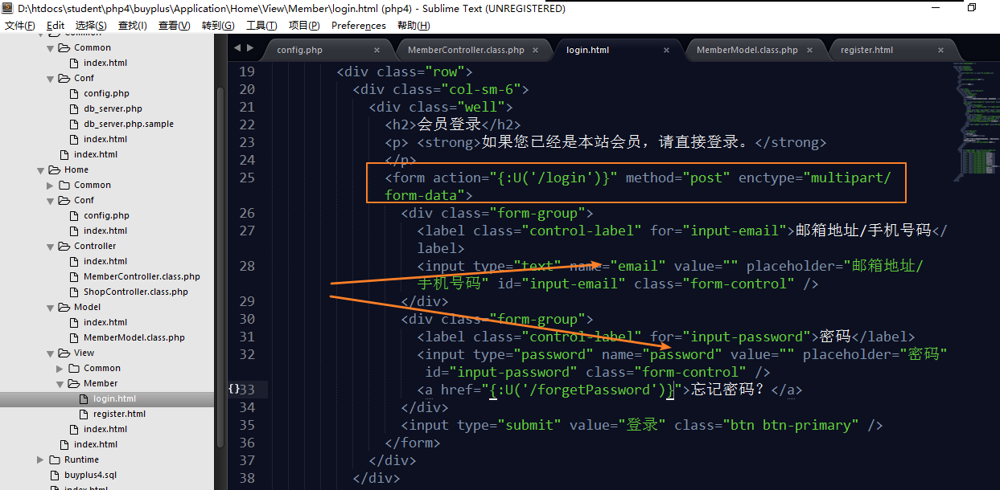 D:\htdocs\student\php4\buyplus\Application\Home\View\Member\login.html (php4) - Sublime Text (UNREGISTERED)
文件(F) Edit 选择(S) 查找(I) 查看(V) 转到(G) 工具(T) 项目(P) Preferences 帮助(H)
Common
Common
index.html
Conf
config.php
db_server.php
db_server.php.sample
index.html
index.html
Home
Common
Conf
config.php
index.html
Controller
index.html
MemberController.class.php
ShopController.class.php
Model
index.html
MemberModel.class.php
View
Common
Member
login.html
register.html
index.html
index.html
Runtime
buyplus4.sql
index.html
config.php × MemberController.class.php × login.html × MemberModel.class.php × register.html ×
19 <div class="row">
20 <div class="col-sm-6">
21 <div class="well">
22 <h2>会员登录</h2>
23 <p> <strong>如果您已经是本站会员，请直接登录。</strong>
24 </p>
25 <form action="{:U('/login')}" method="post" enctype="multipart/
form-data">
26 <div class="form-group">
27 <label class="control-label" for="input-email">邮箱地址/手机号码</
label>
28 <input type="text" name="email" value="" placeholder="邮箱地址/
手机号码" id="input-email" class="form-control" />
29 </div>
30 <div class="form-group">
31 <label class="control-label" for="input-password">密码</label>
32 <input type="password" name="password" value="" placeholder="密码"
id="input-password" class="form-control" />
{}33 <a href="{:U('/forgetPassword')}">忘记密码？</a>
34 </div>
35 <input type="submit" value="登录" class="btn btn-primary" />
36 </form>
37 </div>
38 </div>